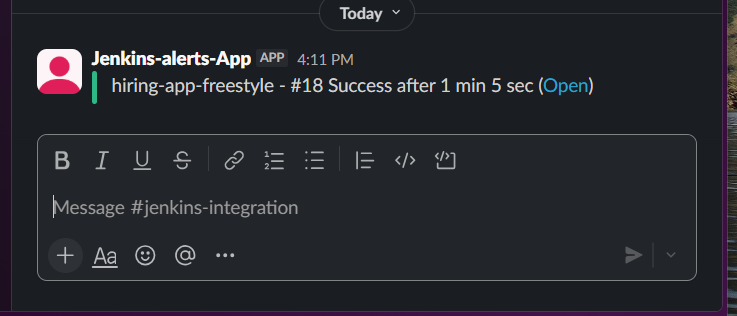 Today
Jenkins-alerts-App APP 4:11 PM
hiring-app-freestyle - #18 Success after 1 min 5 sec (Open)
B I U S
Message #jenkins-integration
+ Aa @